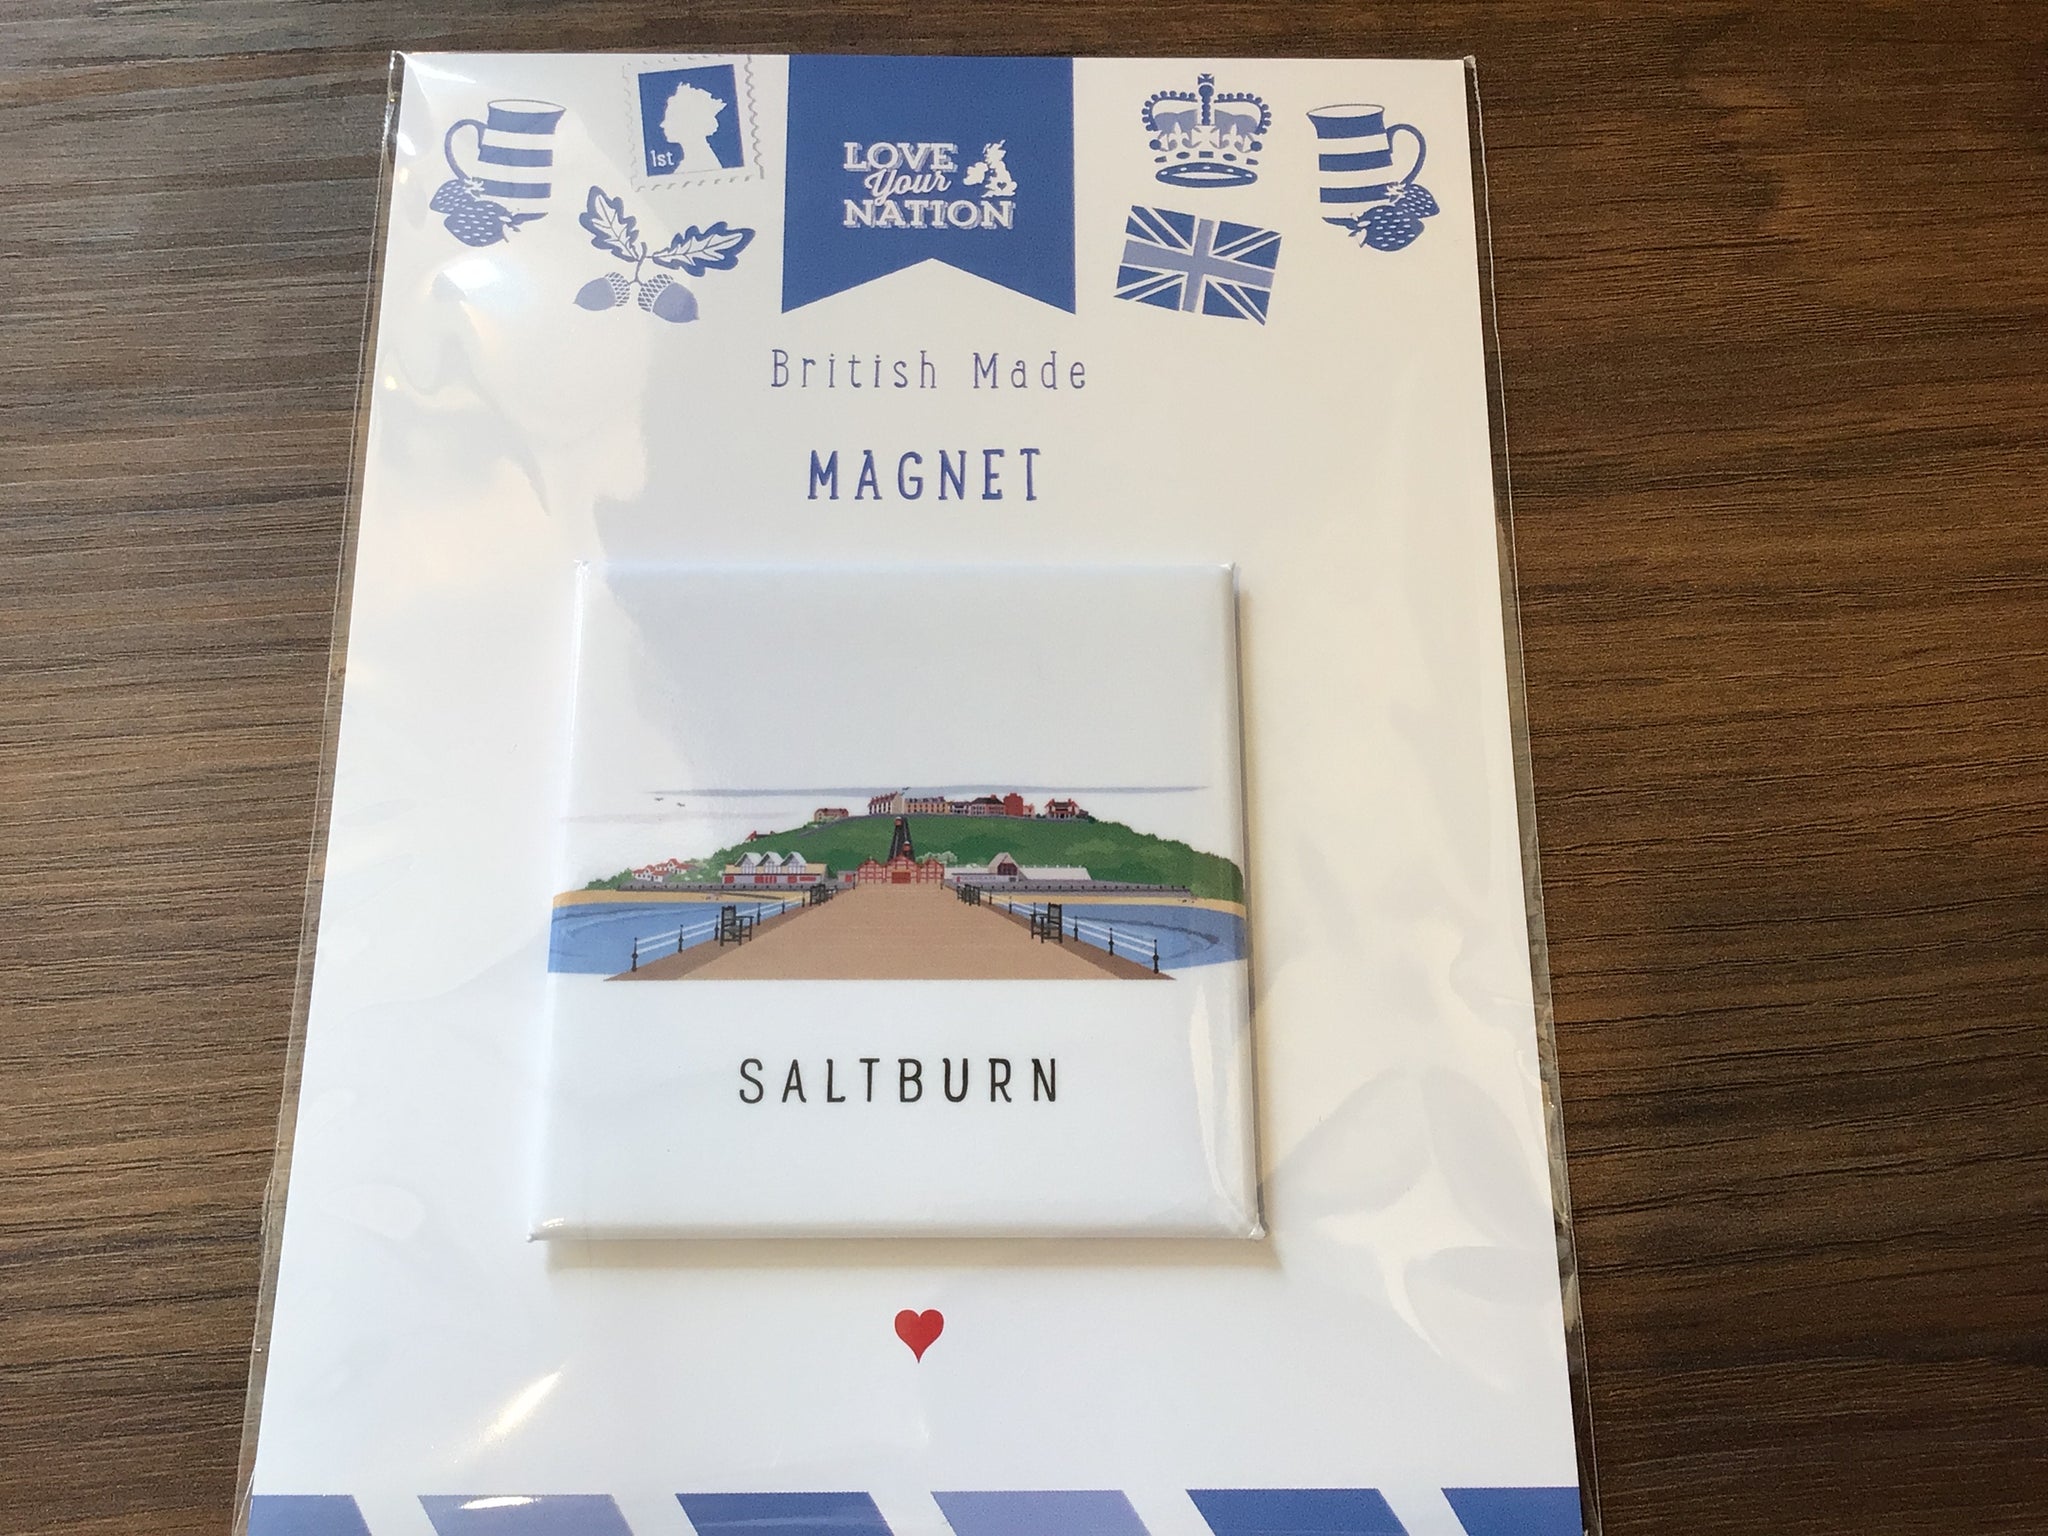 1st
LOVE
Your
NATION
British Made
MAGNET
SALTBURN